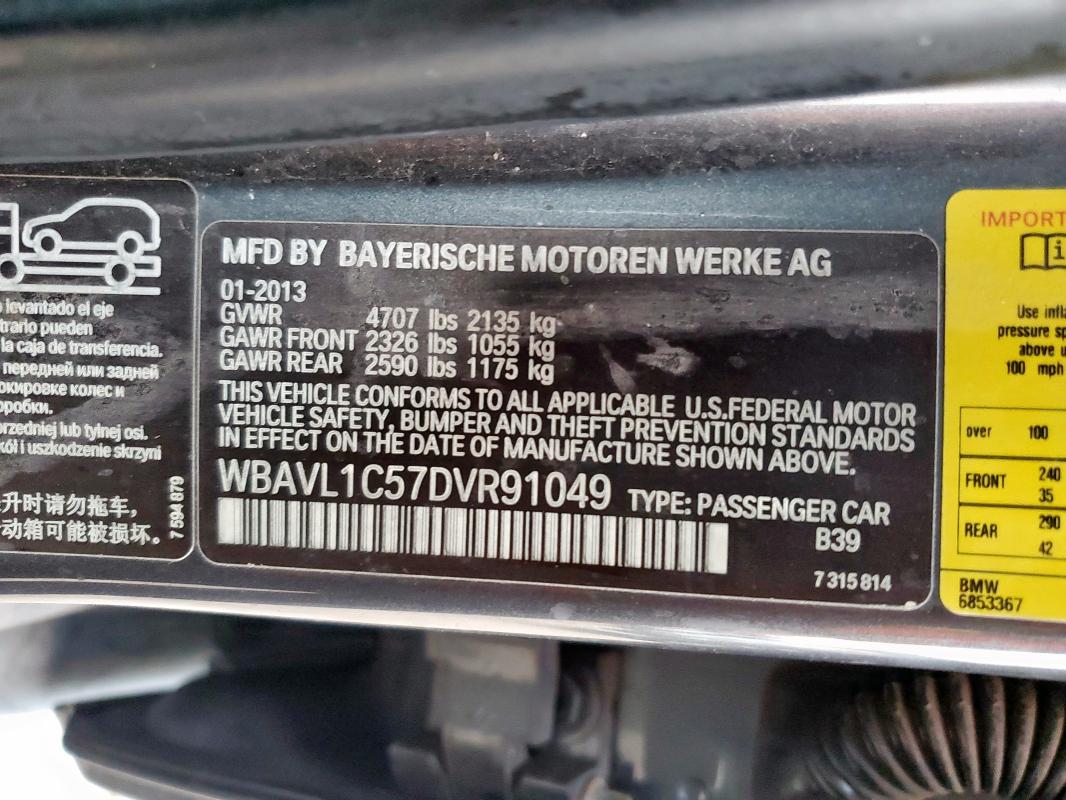 levantado el eje
trario pueden
la caja de transferencia.
передней или задней
окировке колес и
оробки.
przedniej lub tylnej osi.
kół i uszkodzenie skrzyni
升时请勿拖车，
动箱可能被损坏。
7 594 879
MFD BY BAYERISCHE MOTOREN WERKE AG
01-2013
GVWR 4707 lbs 2135 kg
GAWR FRONT 2326 lbs 1055 kg
GAWR REAR 2590 lbs 1175 kg
THIS VEHICLE CONFORMS TO ALL APPLICABLE U.S.FEDERAL MOTOR
VEHICLE SAFETY, BUMPER AND THEFT PREVENTION STANDARDS
IN EFFECT ON THE DATE OF MANUFACTURE SHOWN ABOVE.
WBAVL1C57DVR91049 TYPE: PASSENGER CAR
B39
7 315 814
IMPORT
Use infla
pressure sp
above
100 mph
over 100
FRONT 240
35
REAR 290
42
BMW
6853367